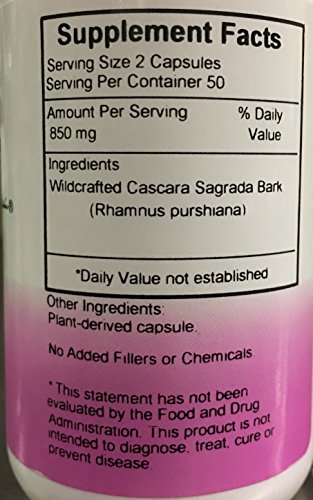 Supplement Facts
Serving Size 2 Capsules
Serving Per Container 50
Amount Per Serving % Daily
850 mg Value
Ingredients
Wildcrafted Cascara Sagrada Bark
(Rhamnus purshiana)
*Daily Value not established
Other Ingredients:
Plant-derived capsule.
No Added Fillers or Chemicals
*This statement has not been
evaluated by the Food and Drug
Administration. This product is not
intended to diagnose, treat, cure or
prevent disease.